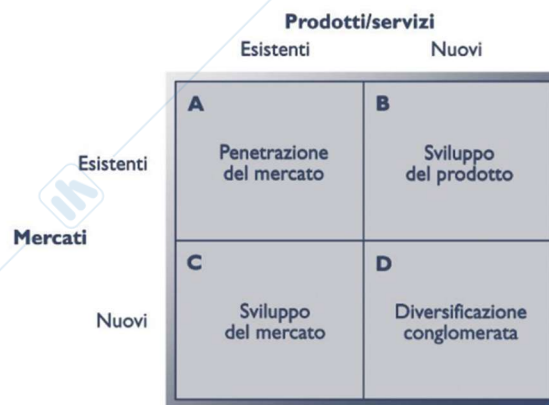 Prodotti/servizi
Esistenti Nuovi
A B
Esistenti
Penetrazione
del mercato
Sviluppo
del prodotto
Mercati
C D
Nuovi
Sviluppo
del mercato
Diversificazione
conglomerata